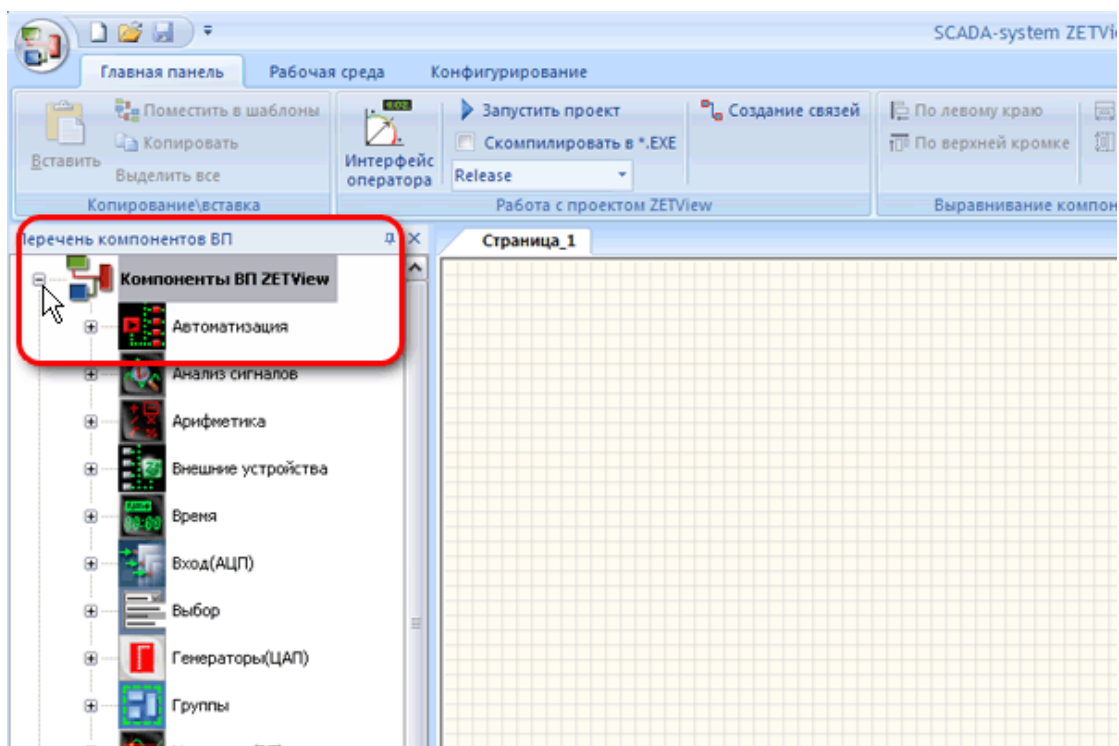 SCADA-system ZETVi
Главная панель Рабочая среда Конфигурирование
Вставить
Поместить в шаблоны
Копировать
Выделить все
Копирование\вставка
Интерфейс
оператора
Запустить проект
Скомпилировать в *.EXE
Release
Создание связей
Работа с проектом ZETView
По левому краю
По верхней кромке
Выравнивание компон
Перечень компонентов ВП
Страница_1
Компоненты ВП ZETView
Автоматизация
Анализ сигналов
Арифметика
Внешние устройства
Время
Вход(АЦП)
Выбор
Генераторы(ЦАП)
Группы